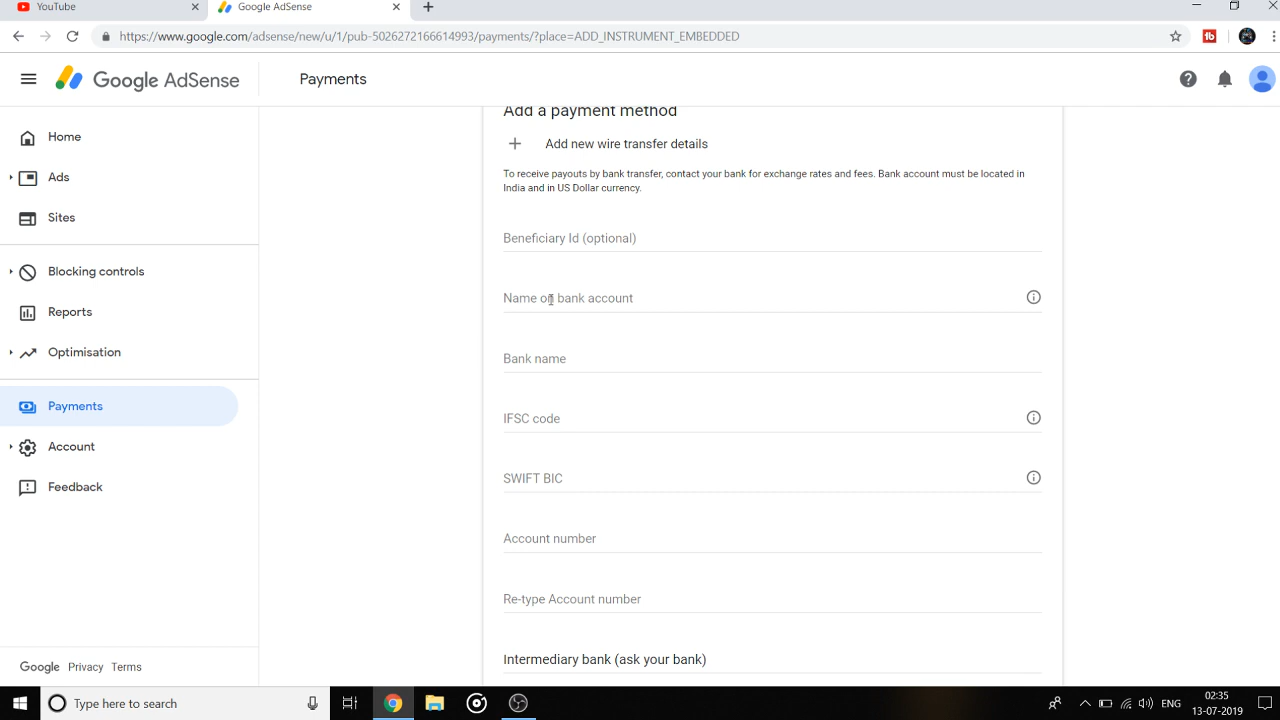 YouTube
Google AdSense
https://www.google.com/adsense/new/u/1/pub-5026272166614993/payments/?place=ADD_INSTRUMENT_EMBEDDED
Google AdSense
Payments
Home
Ads
Sites
Blocking controls
Reports
Optimisation
Payments
Account
Feedback
Google Privacy Terms
Add a payment method
Add new wire transfer details
To receive payouts by bank transfer, contact your bank for exchange rates and fees. Bank account must be located in
India and in US Dollar currency.
Beneficiary Id (optional)
Name on bank account
Bank name
IFSC code
SWIFT BIC
Account number
Re-type Account number
Intermediary bank (ask your bank)
Type here to search
ENG
02:35
13-07-2019